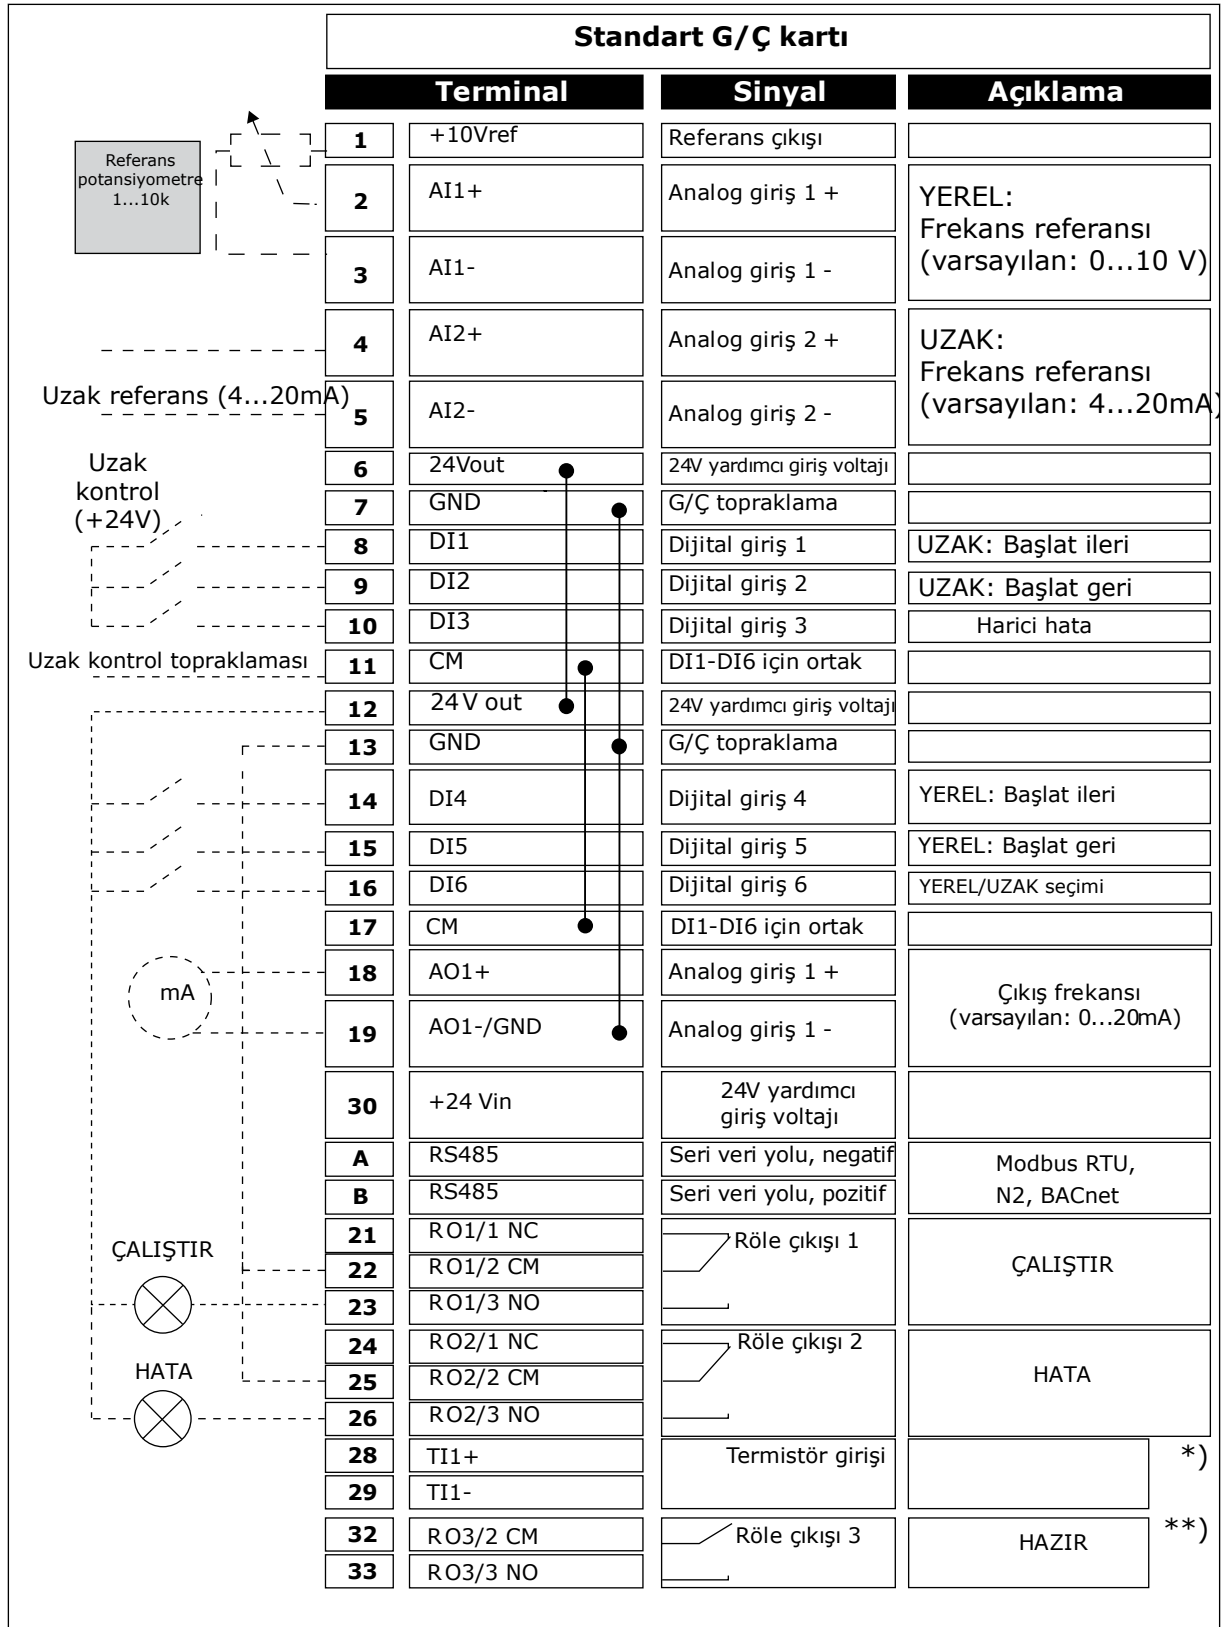 Standart G/Ç kartı
Terminal Sinyal Açıklama
Referans
potansiyometre
1...10k
1 +10Vref Referans çıkışı
2 AI1+ Analog giriş 1 +
3 AI1- Analog giriş 1 -
YEREL:
Frekans referansı
(varsayılan: 0...10 V)
4 AI2+ Analog giriş 2 +
Uzak referans (4...20mA)
5 AI2- Analog giriş 2 -
UZAK:
Frekans referansı
(varsayılan: 4...20mA)
Uzak
kontrol
(+24V)
6 24Vout 24V yardımcı giriş voltajı
7 GND G/Ç topraklama
8 DI1 Dijital giriş 1 UZAK: Başlat ileri
9 DI2 Dijital giriş 2 UZAK: Başlat geri
10 DI3 Dijital giriş 3 Harici hata
Uzak kontrol topraklaması
11 CM DI1-DI6 için ortak
12 24V out 24V yardımcı giriş voltajı
13 GND G/Ç topraklama
14 DI4 Dijital giriş 4 YEREL: Başlat ileri
15 DI5 Dijital giriş 5 YEREL: Başlat geri
16 DI6 Dijital giriş 6 YEREL/UZAK seçimi
17 CM DI1-DI6 için ortak
mA
18 AO1+ Analog giriş 1 +
19 AO1-/GND Analog giriş 1 -
Çıkış frekansı
(varsayılan: 0...20mA)
30 +24 Vin 24V yardımcı
giriş voltajı
A RS485 Seri veri yolu, negatif
B RS485 Seri veri yolu, pozitif
Modbus RTU,
N2, BACnet
ÇALIŞTIR
21 RO1/1 NC Röle çıkışı 1
22 RO1/2 CM ÇALIŞTIR
23 RO1/3 NO
24 RO2/1 NC Röle çıkışı 2
HATA
25 RO2/2 CM HATA
26 RO2/3 NO
28 TI1+ Termistör girişi *)
29 TI1-
32 RO3/2 CM Röle çıkışı 3 HAZIR **)
33 RO3/3 NO